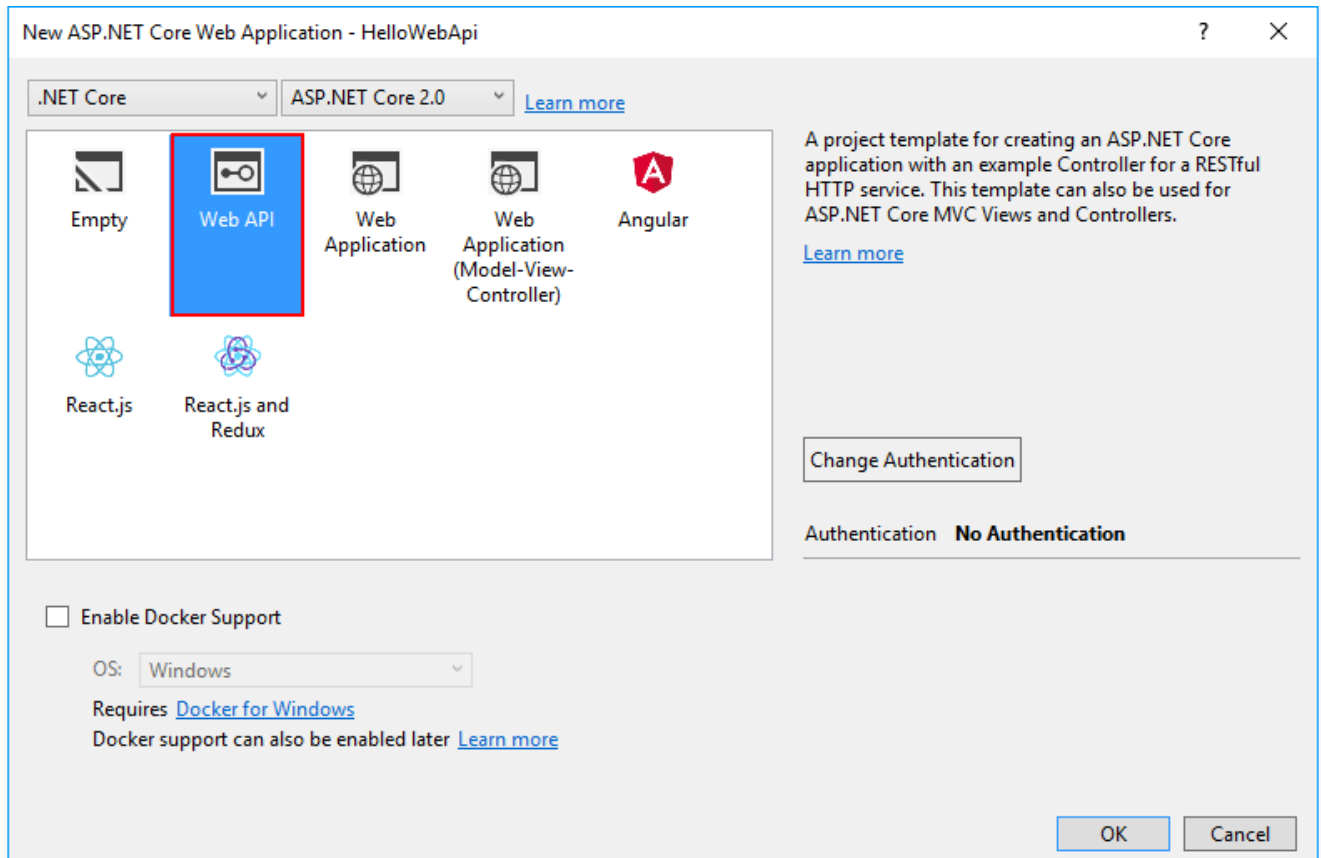 New ASP.NET Core Web Application - HelloWebApi
.NET Core
ASP.NET Core 2.0
Learn more
Empty
Web API
Web
Application
Web
Application
(Model-View-
Controller)
Angular
React.js
React.js and
Redux
A project template for creating an ASP.NET Core
application with an example Controller for a RESTful
HTTP service. This template can also be used for
ASP.NET Core MVC Views and Controllers.
Learn more
Change Authentication
Authentication No Authentication
Enable Docker Support
OS: Windows
Requires Docker for Windows
Docker support can also be enabled later Learn more
OK
Cancel